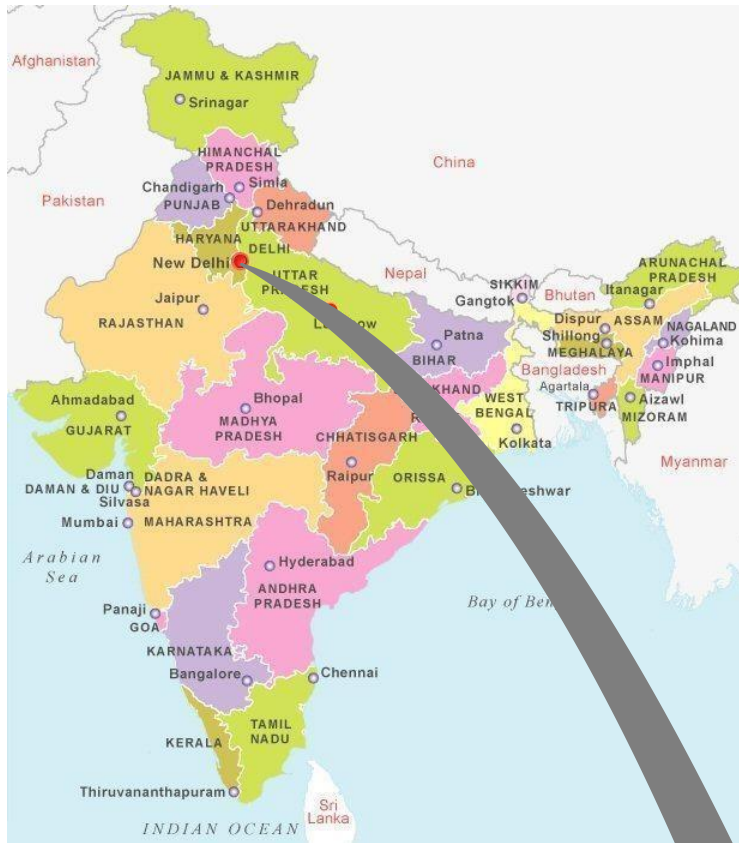 Afghanistan
JAMMU & KASHMIR
Srinagar
HIMANCHAL
PRADESH
China
Chandigarh
Simla
Pakistan
PUNJAB
Dehradun
UTTARAKHAND
HARYANA
DELHI
New Delhi
UTTAR
PRADESH
Nepal
SIKKIM
Gangtok
Bhutan
ARUNACHAL
PRADESH
Itanagar
Jaipur
RAJASTHAN
Patna
BIHAR
Dispur
ASSAM
NAGALAND
Shillong
Kohima
MEGHALAYA
Bangladesh
Imphal
MANIPUR
Agartala
TRIPURA
Aizawl
MIZORAM
Ahmadabad
GUJARAT
Bhopal
MADHYA
PRADESH
WEST
BENGAL
CHHATISGARH
Kolkata
Myanmar
Raipur
ORISSA
Daman
DAMAN & DIU
Silvasa
DADRA &
NAGAR HAVELI
Mumbai
MAHARASHTRA
Arabian
Sea
Hyderabad
ANDHRA
PRADESH
Bay of
Panaji
GOA
KARNATAKA
Bangalore
Chennai
TAMIL
NADU
KERALA
Thiruvananthapuram
Sri
Lanka
INDIAN OCEAN